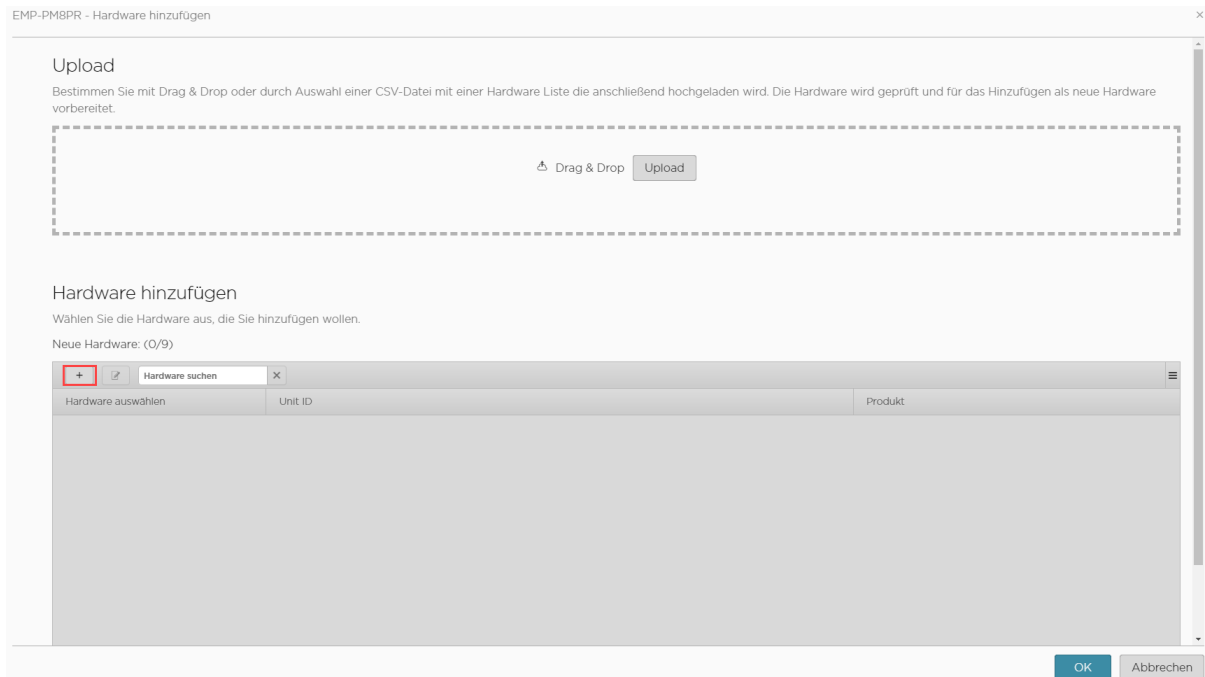 EMP-PM8PR - Hardware hinzufügen
Upload
Bestimmen Sie mit Drag & Drop oder durch Auswahl einer CSV-Datei mit einer Hardware Liste die anschließend hochgeladen wird. Die Hardware wird geprüft und für das Hinzufügen als neue Hardware
vorbereitet.
Drag & Drop Upload
Hardware hinzufügen
Wählen Sie die Hardware aus, die Sie hinzufügen wollen.
Neue Hardware: (0/9)
+ Hardware suchen ×
Hardware auswählen Unit ID Produkt
OK Abbrechen